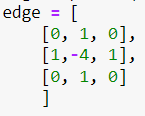 edge = [
[0, 1, 0],
[1,-4, 1],
[0, 1, 0]
]